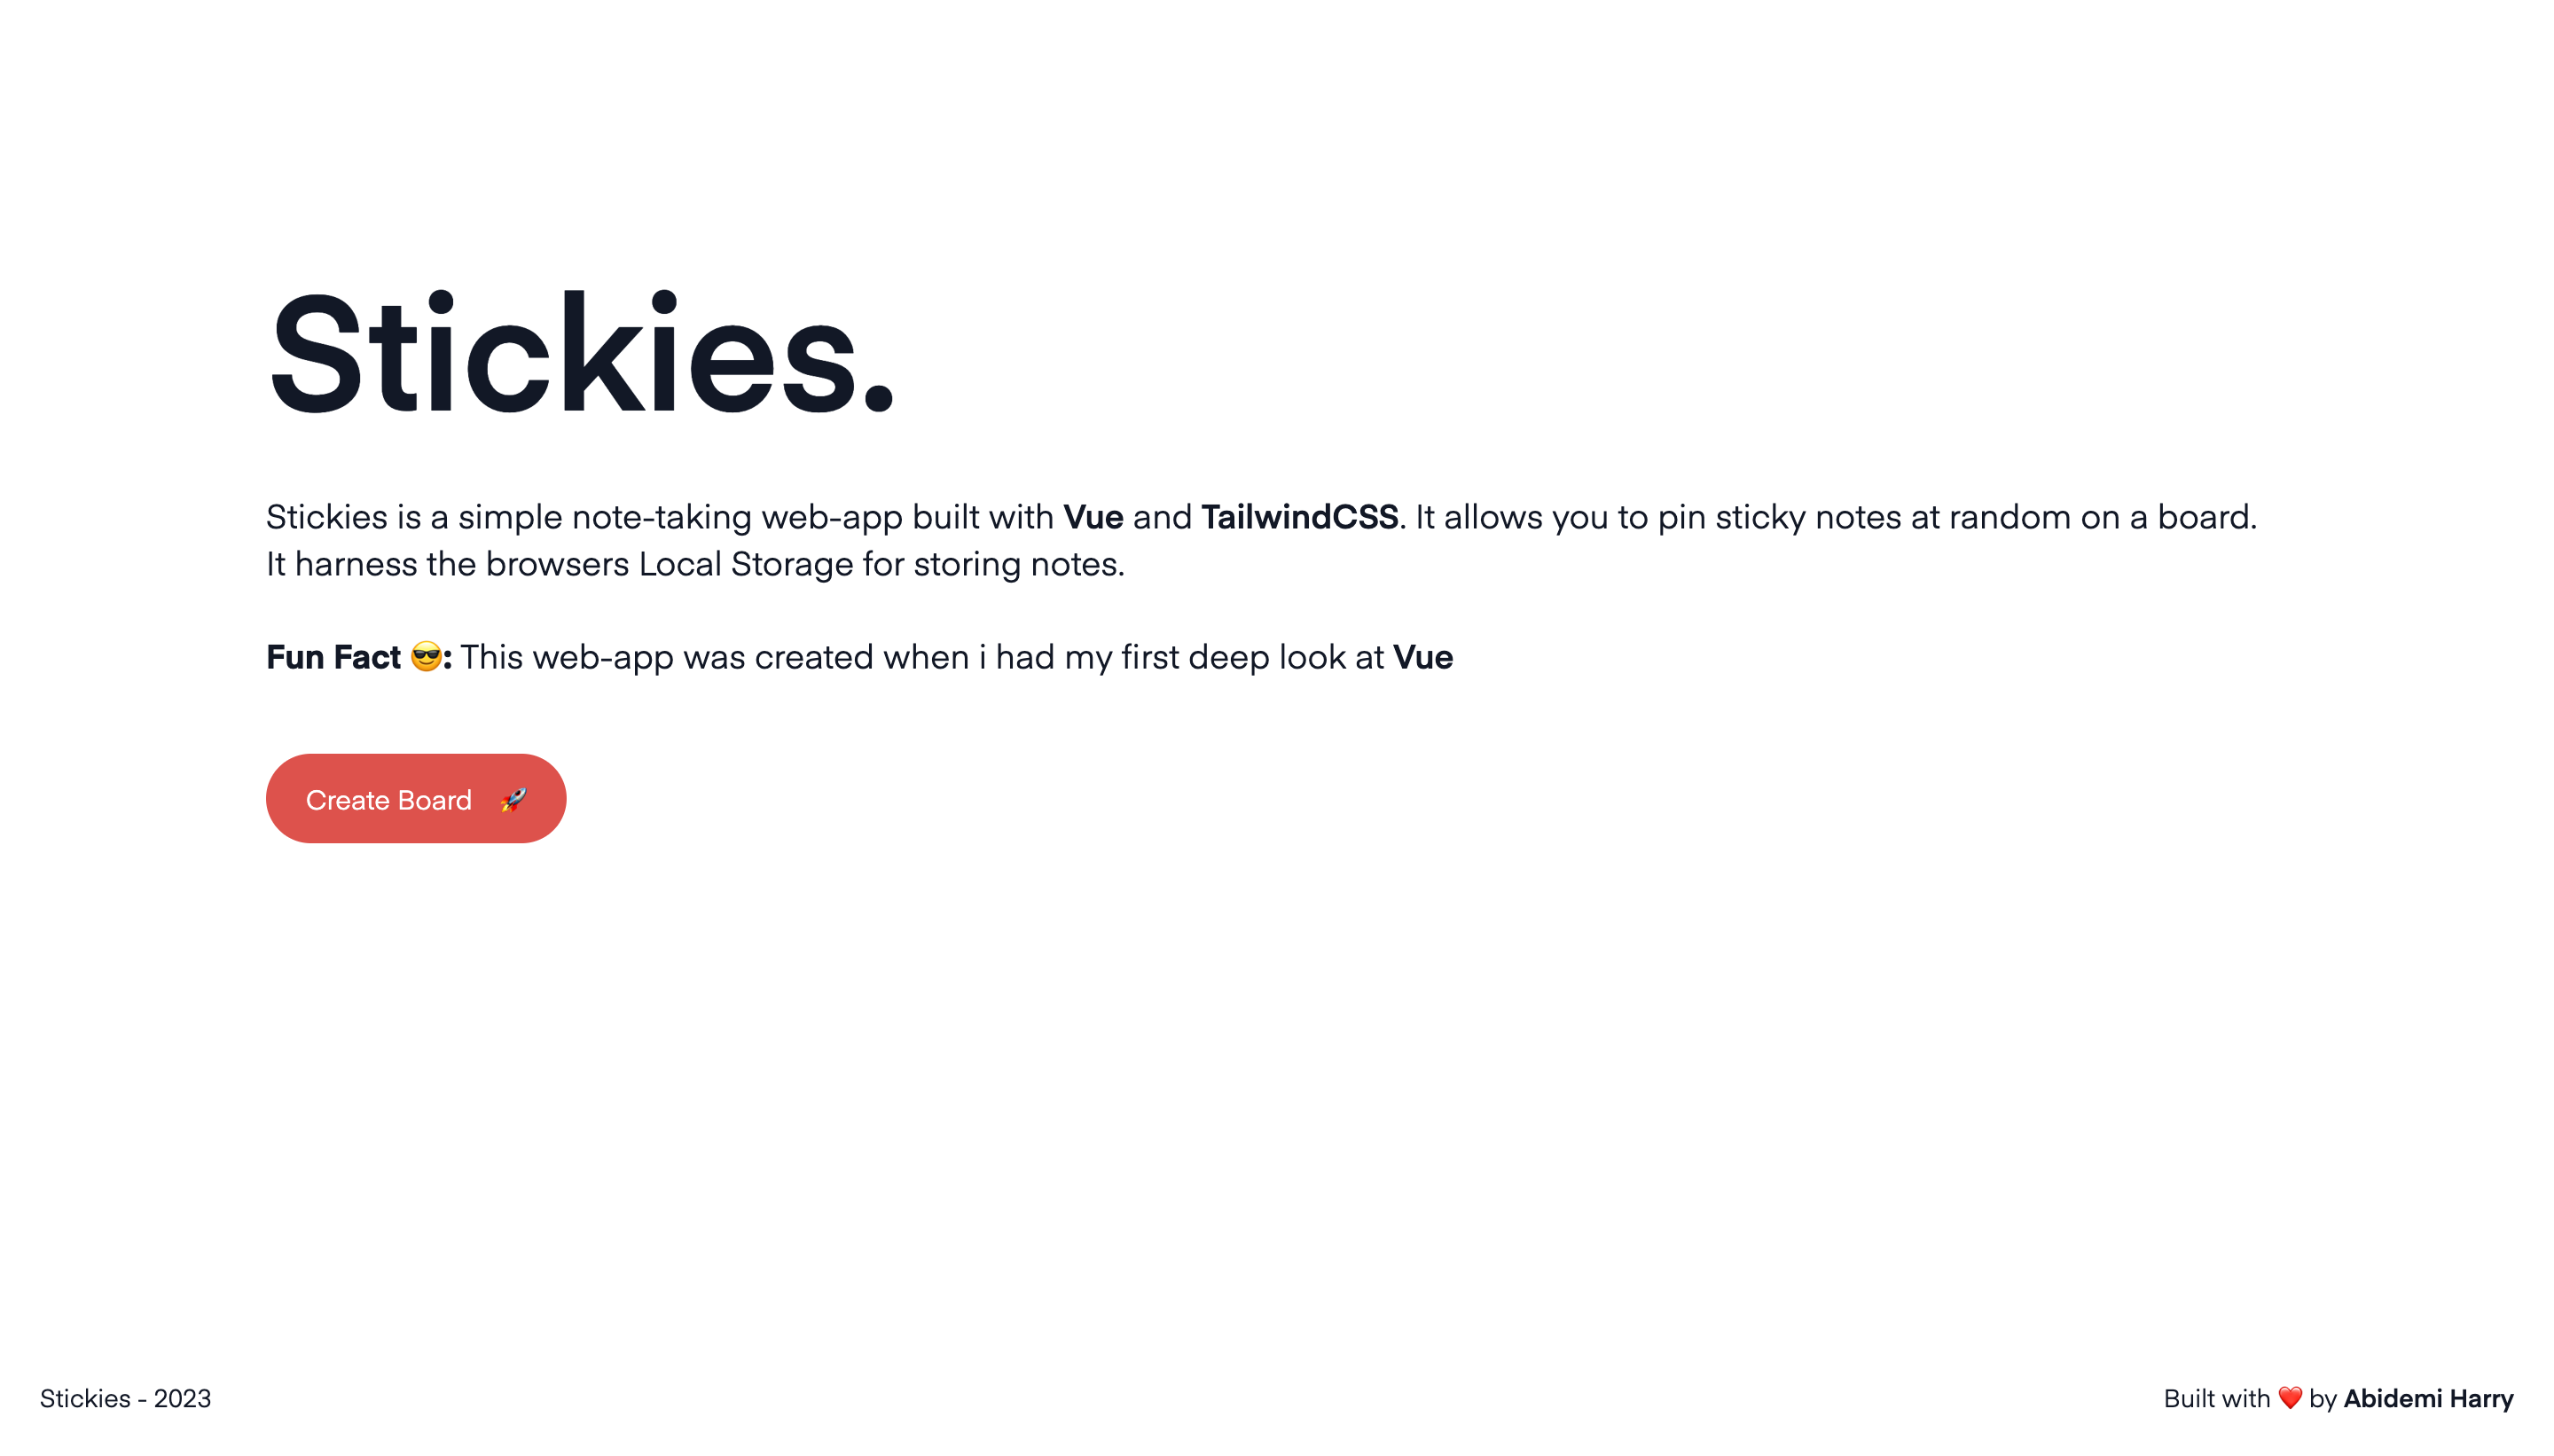 Stickies.
Stickies is a simple note-taking web-app built with Vue and TailwindCSS. It allows you to pin sticky notes at random on a board.
It harness the browsers Local Storage for storing notes.
Fun Fact 😎: This web-app was created when i had my first deep look at Vue
Create Board 🚀
Stickies - 2023
Built with ❤️ by Abidemi Harry